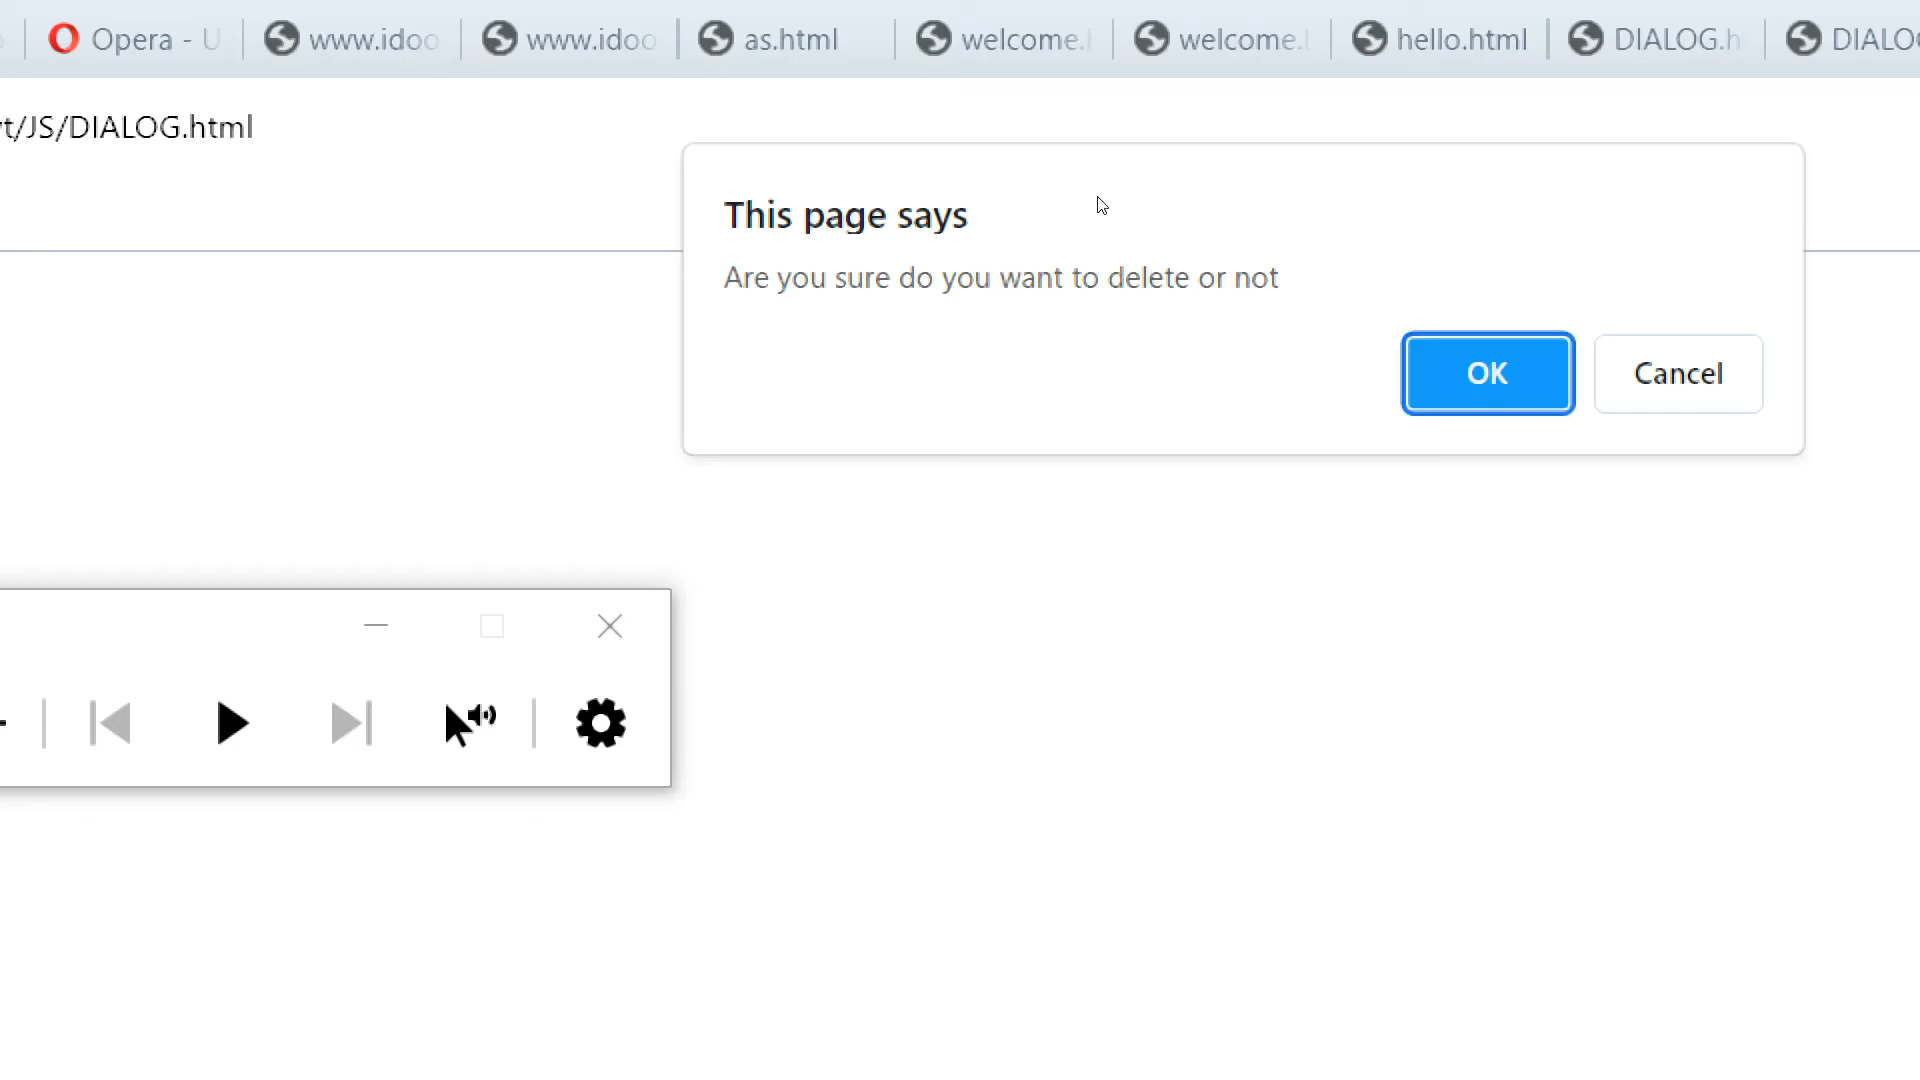 Opera - U
www.idoo
www.idoo
as.html
welcome.
welcome.
hello.html
DIALOG.h
DIALO
t/JS/DIALOG.html
This page says
Are you sure do you want to delete or not
OK
Cancel